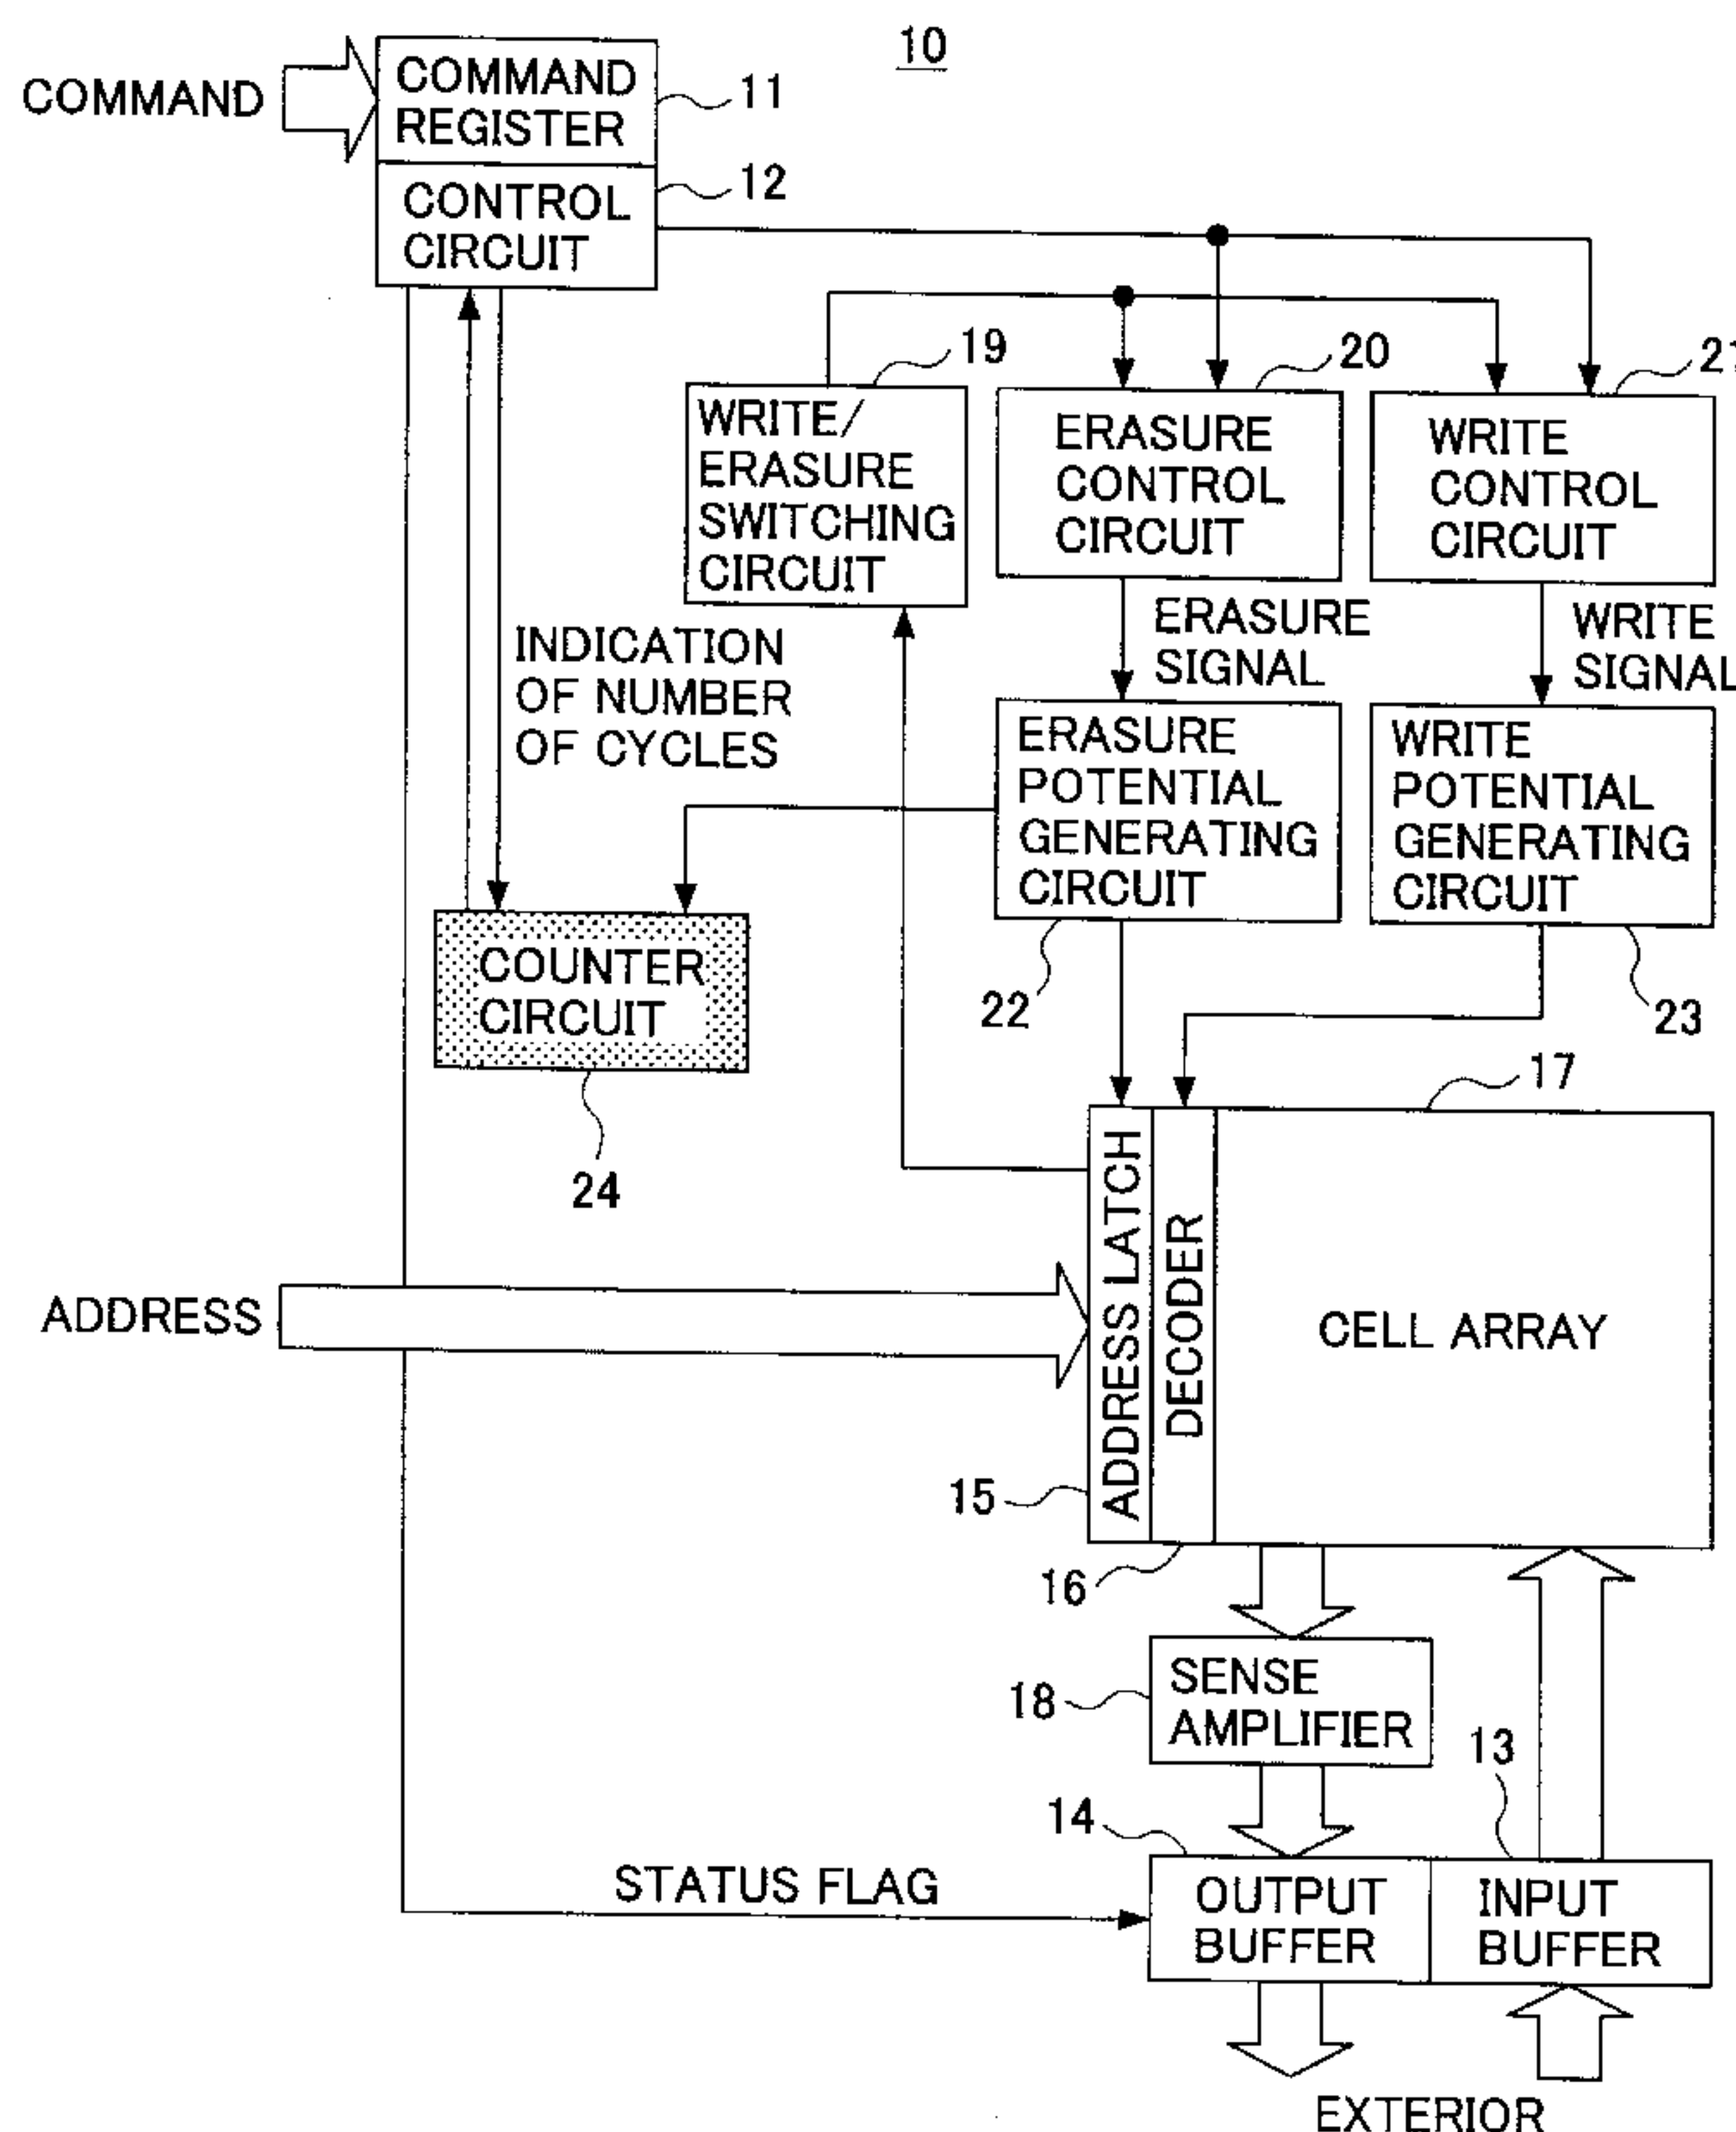 10
COMMAND
COMMAND
REGISTER
11
CONTROL
CIRCUIT
12
19
20
21
WRITE/
ERASURE
SWITCHING
CIRCUIT
ERASURE
CONTROL
CIRCUIT
WRITE
CONTROL
CIRCUIT
INDICATION
OF NUMBER
OF CYCLES
ERASURE
SIGNAL
WRITE
SIGNAL
ERASURE
POTENTIAL
GENERATING
CIRCUIT
WRITE
POTENTIAL
GENERATING
CIRCUIT
COUNTER
CIRCUIT
22
23
24
17
ADDRESS
ADDRESS LATCH
DECODER
CELL ARRAY
15
16
SENSE
AMPLIFIER
18
13
14
STATUS FLAG
OUTPUT
BUFFER
INPUT
BUFFER
EXTERIOR